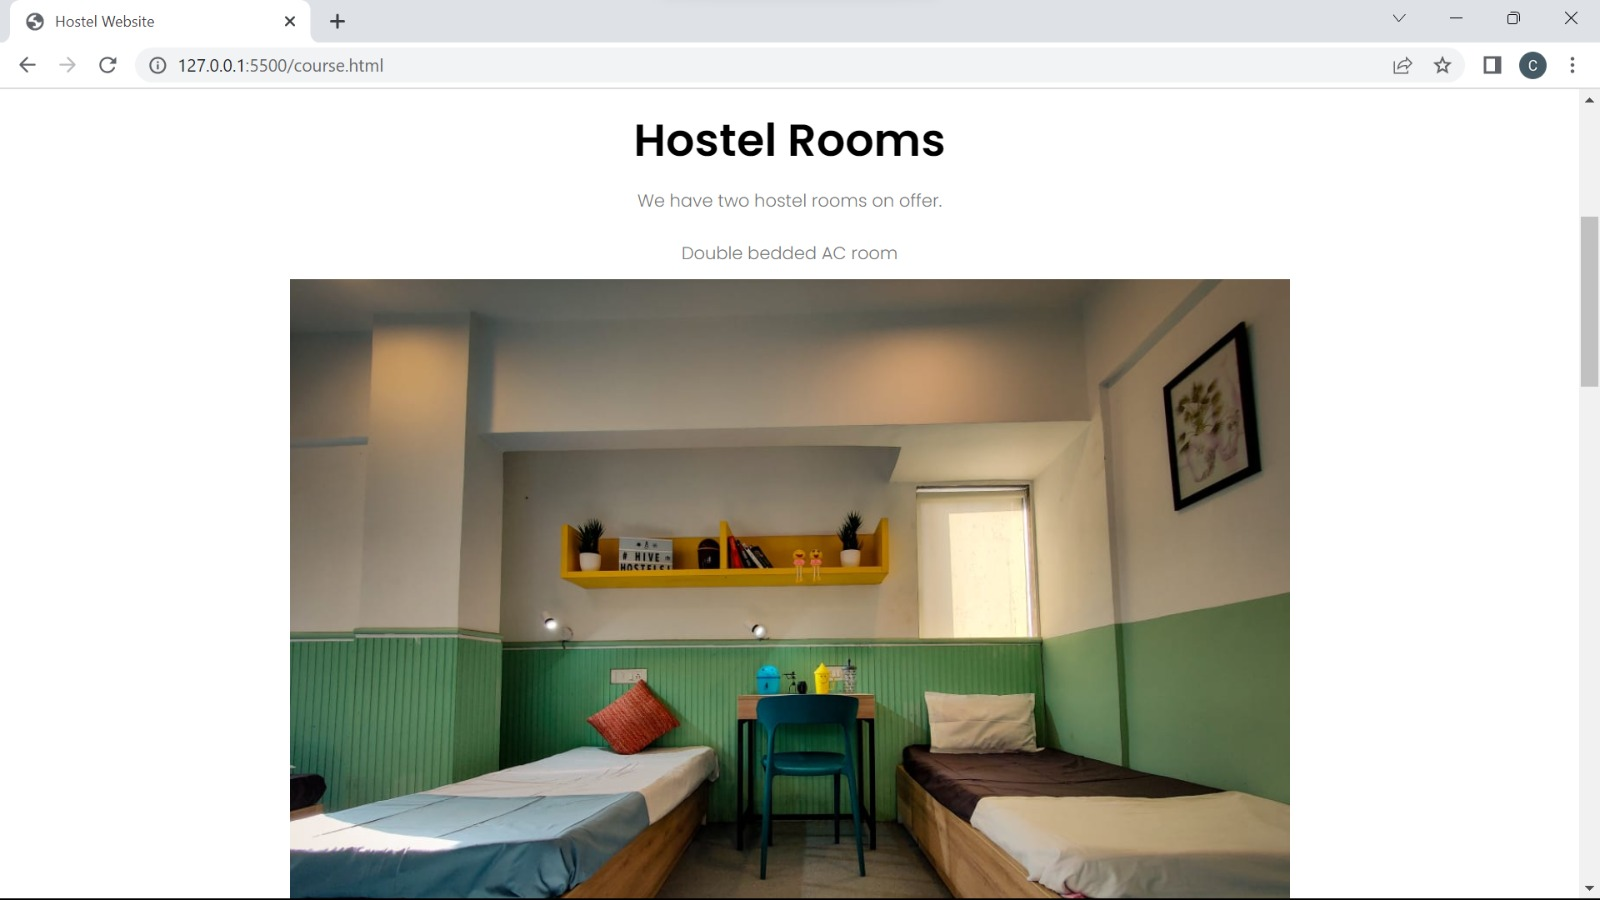 Hostel Website
127.0.0.1:5500/course.html
C
Hostel Rooms
We have two hostel rooms on offer.
Double bedded AC room
# HIVE
HOSTELS!